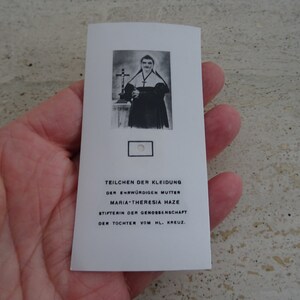 TEILCHEN DER KLEIDUNG
DER EHRWÜRDIGEN MUTTER
MARIA-THERESIA HAZE
STIFTERIN DER GENOSSENSCHAFT
DER TÖCHTER VOM HL. KREUZ.